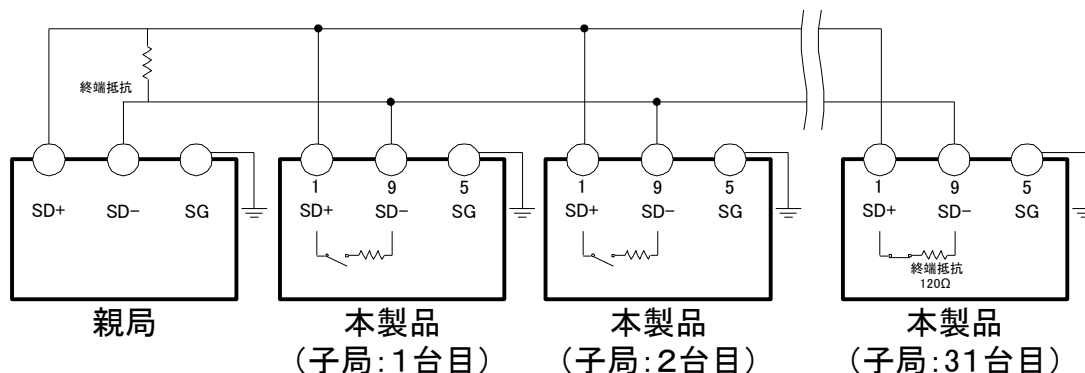 終端抵抗
SD+ SD- SG
1 9 5
SD+ SD- SG
1 9 5
SD+ SD- SG
1 9 5
SD+ SD- SG
終端抵抗
120Ω
親局
本製品
(子局:1台目)
本製品
(子局:2台目)
本製品
(子局:31台目)